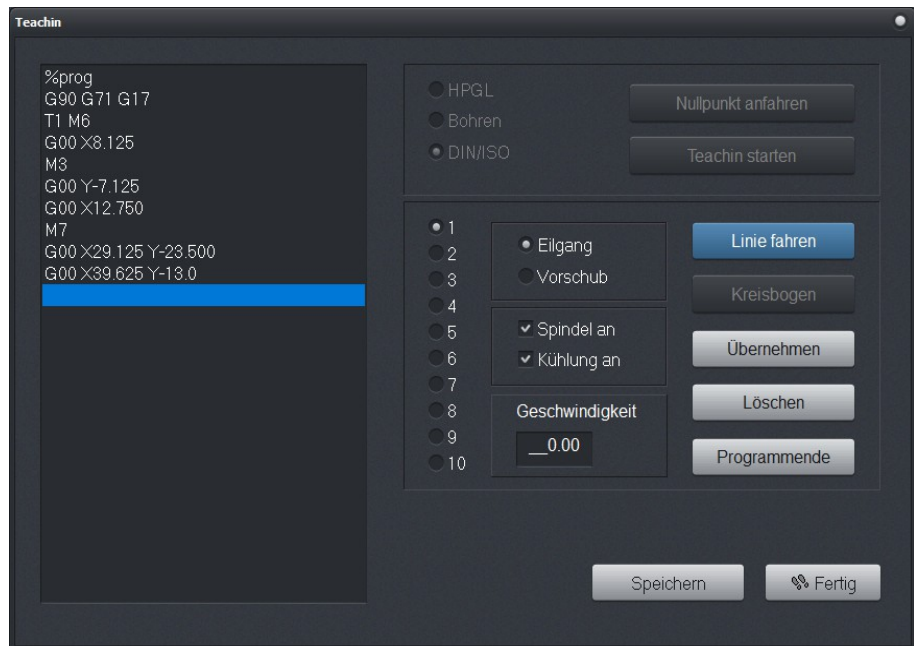 Teachin
%prog
G90 G71 G17
T1 M6
G00 X8.125
M3
G00 Y-7.125
G00 X12.750
M7
G00 X29.125 Y-23.500
G00 X39.625 Y-13.0
HPGL
Bohren
DIN/ISO
Nullpunkt anfahren
Teachin starten
1
2
3
4
5
6
7
8
9
10
Eilgang
Vorschub
Spindel an
Kühlung an
Geschwindigkeit
__0.00
Linie fahren
Kreisbogen
Übernehmen
Löschen
Programmende
Speichern
Fertig